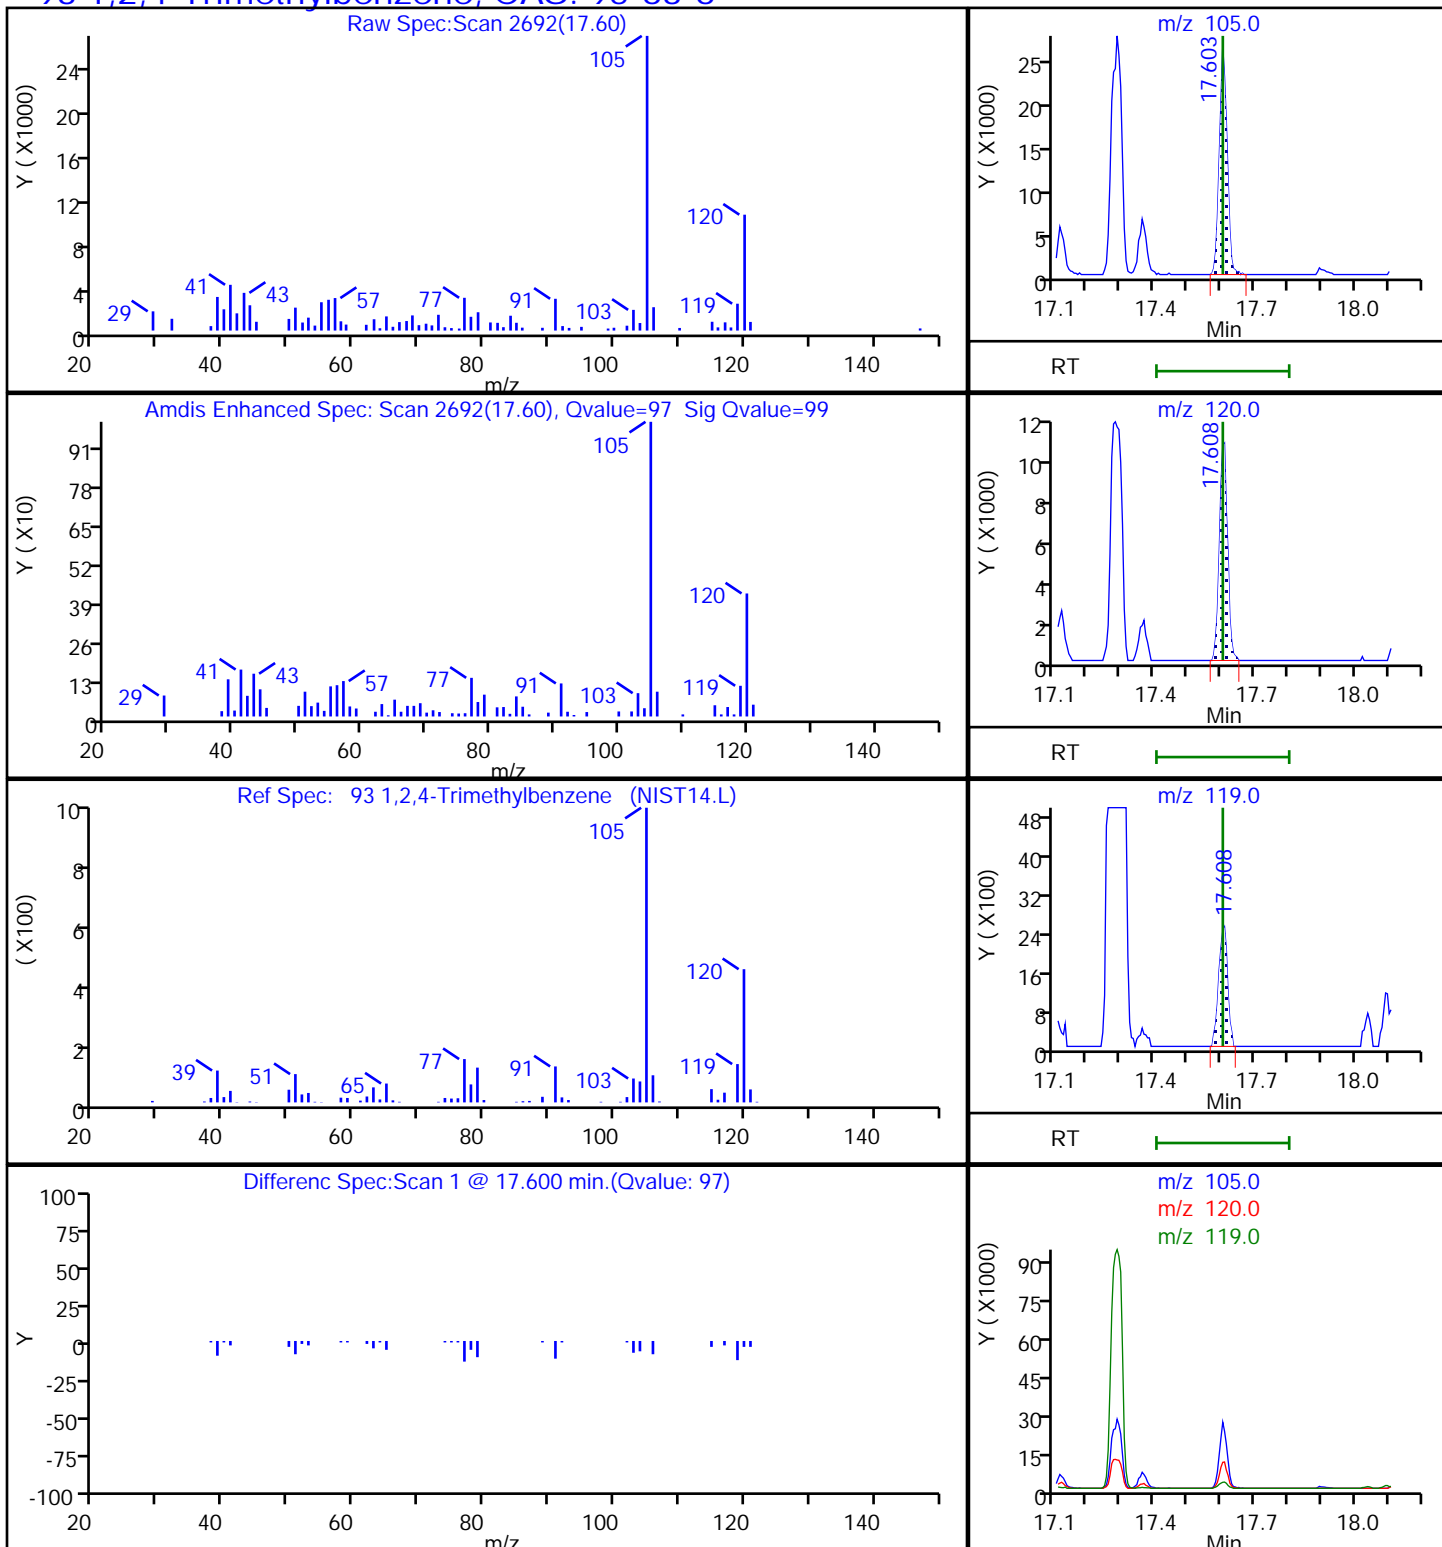 93 1,2,4-Trimethylbenzene, CAS: 95-63-6
Raw Spec:Scan 2692(17.60)
Y ( X1000)
24
20
16
12
8
4
0
29
41
43
57
77
91
103
105
119
120
20 40 60 80 100 120 140
m/z
m/z 105.0
Y ( X1000)
25
20
15
10
5
0
17.603
17.1 17.4 17.7 18.0
Min
RT
Amdis Enhanced Spec: Scan 2692(17.60), Qvalue=97 Sig Qvalue=99
Y ( X10)
91
78
65
52
39
26
13
0
29
41
43
57
77
91
103
105
119
120
20 40 60 80 100 120 140
m/z
m/z 120.0
Y ( X1000)
12
10
8
6
4
2
0
17.608
17.1 17.4 17.7 18.0
Min
RT
Ref Spec: 93 1,2,4-Trimethylbenzene (NIST14.L)
( X100)
10
8
6
4
2
0
39
51
65
77
91
103
105
119
120
20 40 60 80 100 120 140
m/z
m/z 119.0
Y ( X100)
48
40
32
24
16
8
0
17.608
17.1 17.4 17.7 18.0
Min
RT
Differenc Spec:Scan 1 @ 17.600 min.(Qvalue: 97)
Y
100
75
50
25
0
-25
-50
-75
-100
20 40 60 80 100 120 140
m/z
m/z 105.0
m/z 120.0
m/z 119.0
Y ( X1000)
90
75
60
45
30
15
0
17.1 17.4 17.7 18.0
Min